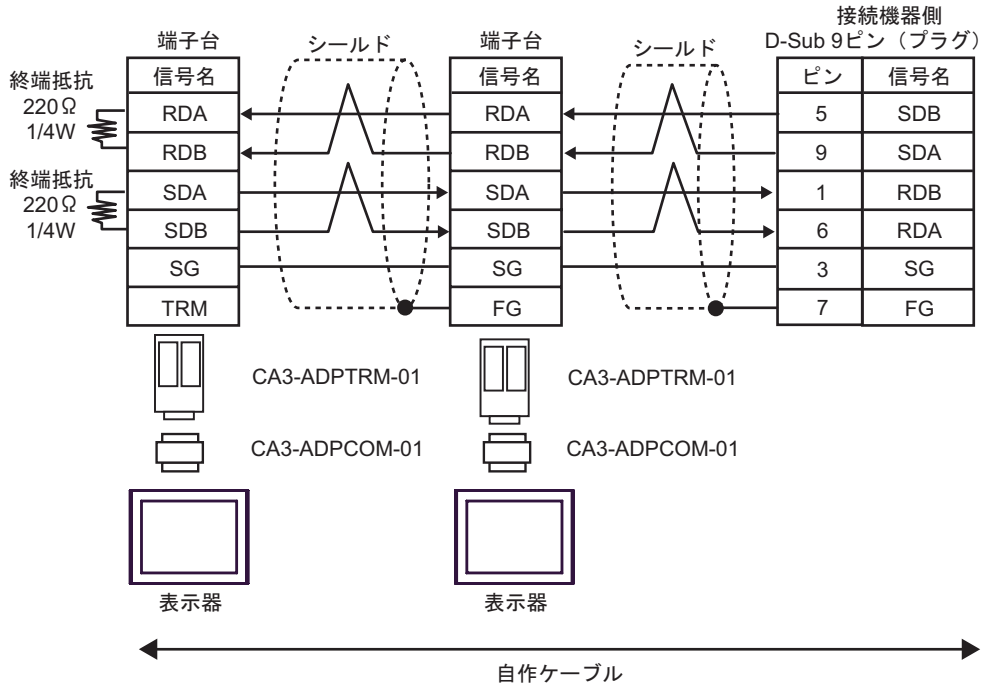 接続機器側
端子台 シールド 端子台 シールド D-Sub 9ピン（プラグ）
終端抵抗
220Ω
1/4W
終端抵抗
220Ω
1/4W
信号名 信号名 ピン 信号名
RDA RDA 5 SDB
RDB RDB 9 SDA
SDA SDA 1 RDB
SDB SDB 6 RDA
SG SG 3 SG
TRM FG 7 FG
CA3-ADPTRM-01 CA3-ADPTRM-01
CA3-ADPCOM-01 CA3-ADPCOM-01
表示器 表示器
自作ケーブル